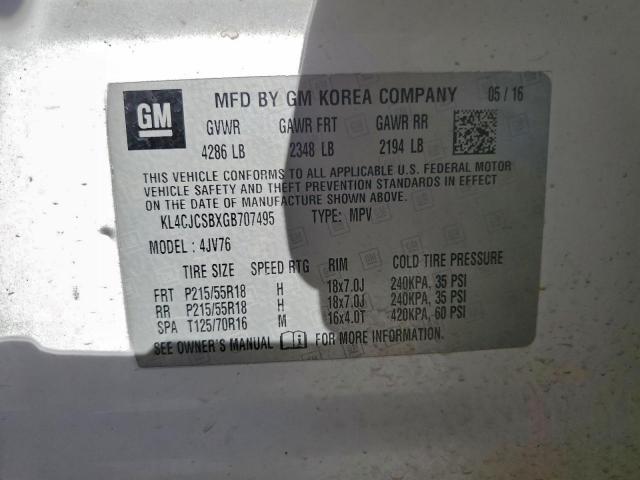 GM MFD BY GM KOREA COMPANY 05/16
GVWR GAWR FRT GAWR RR
4286 LB 2348 LB 2194 LB
THIS VEHICLE CONFORMS TO ALL APPLICABLE U.S. FEDERAL MOTOR
VEHICLE SAFETY AND THEFT PREVENTION STANDARDS IN EFFECT
ON THE DATE OF MANUFACTURE SHOWN ABOVE.
KL4CJCSBXGB707495 TYPE: MPV
MODEL: 4JV76
TIRE SIZE SPEED RTG RIM COLD TIRE PRESSURE
FRT P215/55R18 H 18x7.0J 240KPA, 35 PSI
RR P215/55R18 H 18x7.0J 240KPA, 35 PSI
SPA T125/70R16 M 16x4.0T 420KPA, 60 PSI
SEE OWNER'S MANUAL FOR MORE INFORMATION.